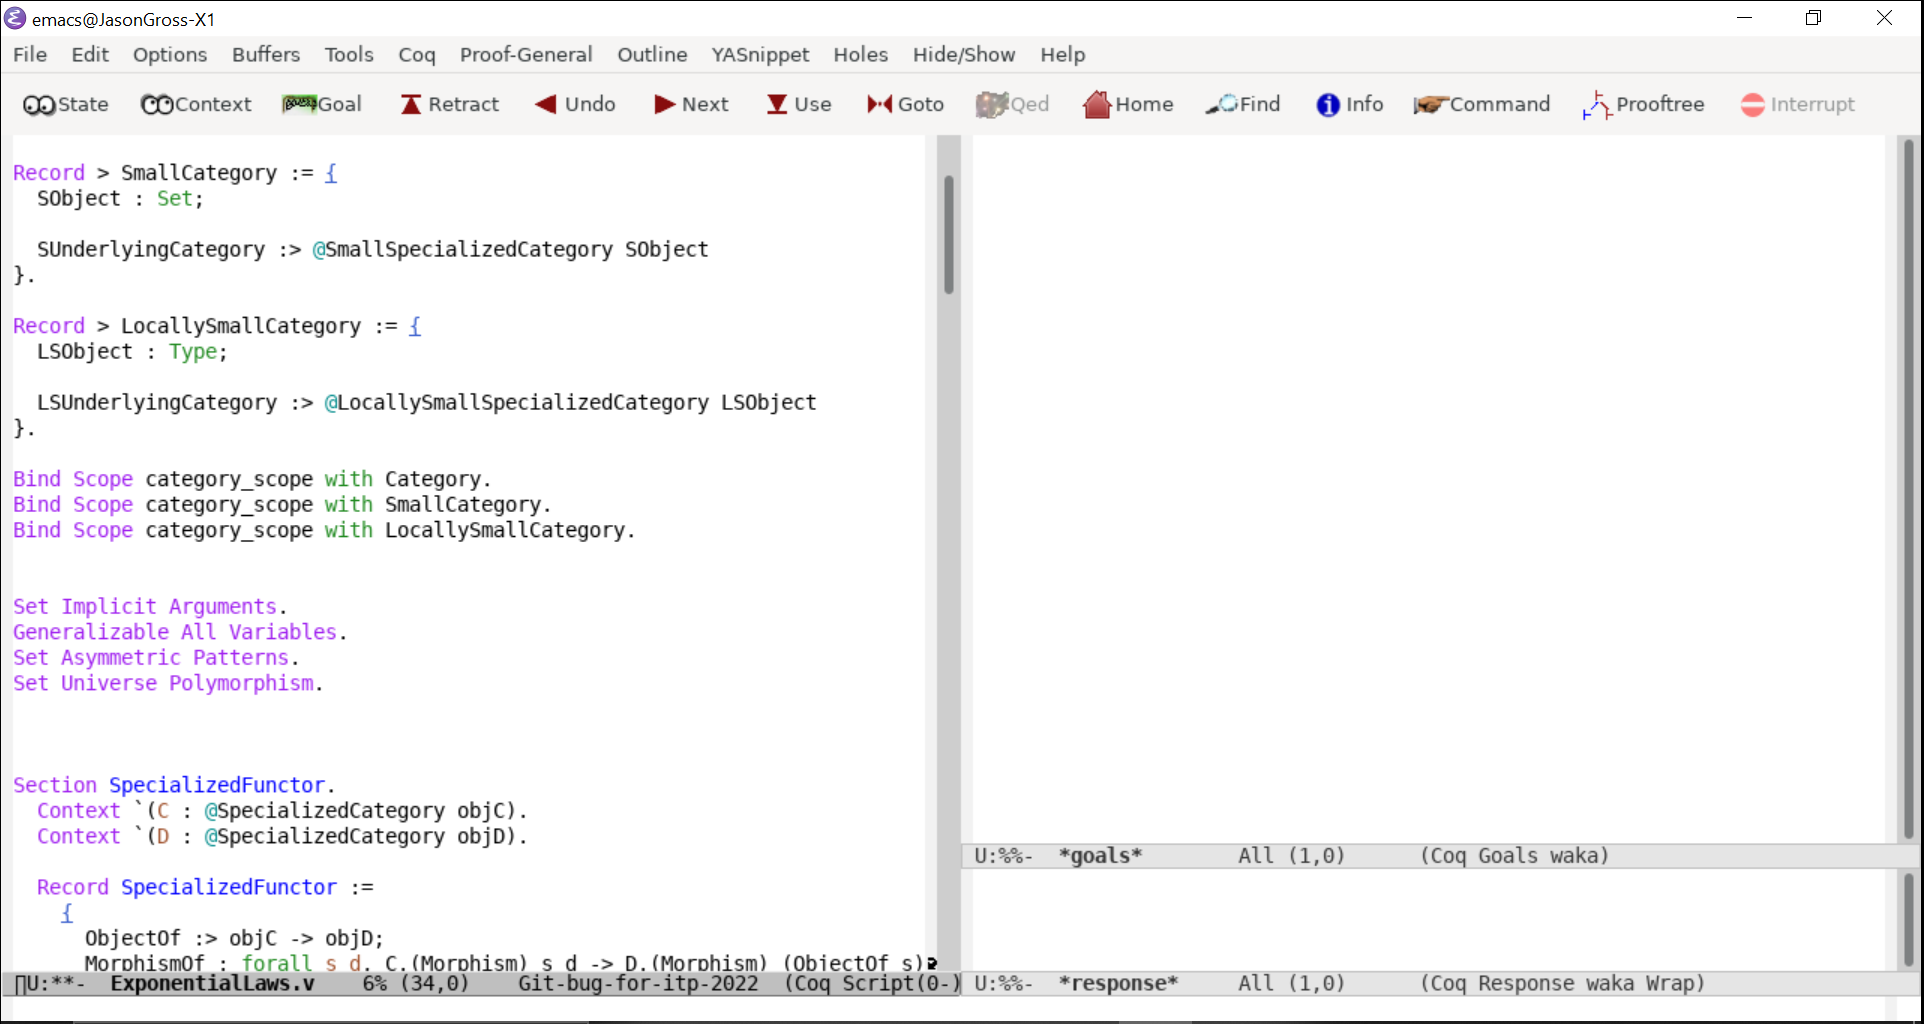 emacs@JasonGross-X1
File Edit Options Buffers Tools Coq Proof-General Outline YASnippet Holes Hide/Show Help
State Context Goal Retract Undo Next Use Goto Qed Home Find Info Command Prooftree Interrupt
Record > SmallCategory := {
  SObject : Set;
  SUnderlyingCategory :> @SmallSpecializedCategory SObject
}.
Record > LocallySmallCategory := {
  LSObject : Type;
  LSUnderlyingCategory :> @LocallySmallSpecializedCategory LSObject
}.
Bind Scope category_scope with Category.
Bind Scope category_scope with SmallCategory.
Bind Scope category_scope with LocallySmallCategory.
Set Implicit Arguments.
Generalizable All Variables.
Set Asymmetric Patterns.
Set Universe Polymorphism.
Section SpecializedFunctor.
  Context `(C : @SpecializedCategory objC).
  Context `(D : @SpecializedCategory objD).
  Record SpecializedFunctor :=
    {
      ObjectOf :> objC -> objD;
      MorphismOf : forall s d, C.(Morphism) s d -> D.(Morphism) (ObjectOf s)
U:**-  ExponentialLaws.v    6% (34,0)    Git-bug-for-itp-2022  (Coq Script(0-)
U:%%-  *goals*        All (1,0)      (Coq Goals waka)
U:%%-  *response*     All (1,0)      (Coq Response waka Wrap)